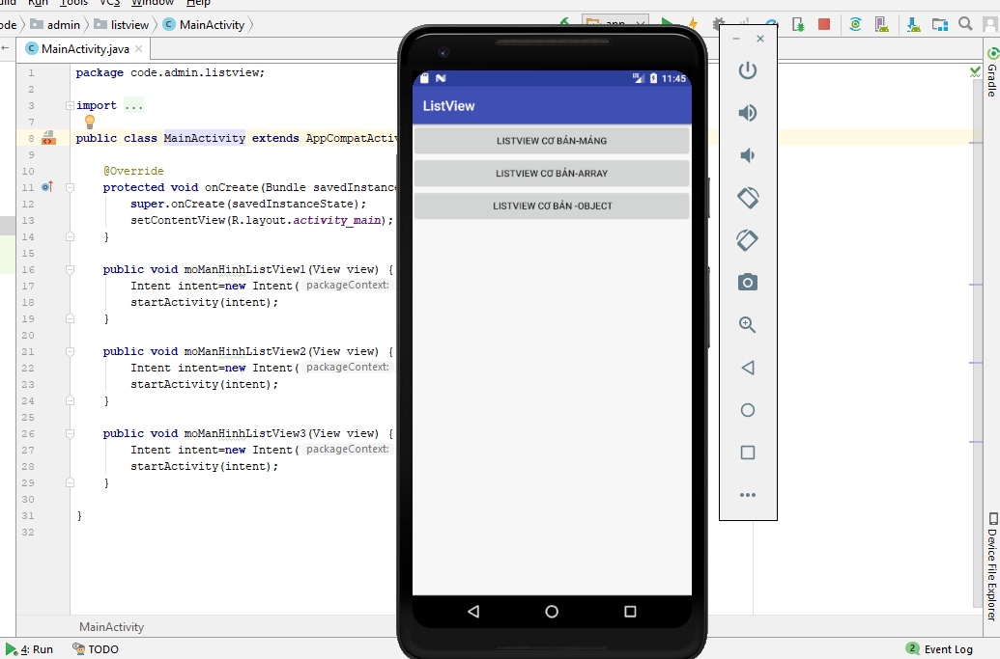 uild Run Tools VCS Window Help
ode admin listview MainActivity
app
MainActivity.java
1 package code.admin.listview;
2
3 import ...
7
8 public class MainActivity extends AppCompatActiv
9
10 @Override
11 protected void onCreate(Bundle savedInstance
12 super.onCreate(savedInstanceState);
13 setContentView(R.layout.activity_main);
14 }
15
16 public void moManHinhListView1(View view) {
17 Intent intent=new Intent( packageContext:
18 startActivity(intent);
19 }
20
21 public void moManHinhListView2(View view) {
22 Intent intent=new Intent( packageContext:
23 startActivity(intent);
24 }
25
26 public void moManHinhListView3(View view) {
27 Intent intent=new Intent( packageContext:
28 startActivity(intent);
29 }
30
31 }
32
MainActivity
4: Run TODO
11:45
ListView
LISTVIEW CƠ BẢN-MẢNG
LISTVIEW CƠ BẢN-ARRAY
LISTVIEW CƠ BẢN -OBJECT
Gradle
Device File Explorer
2 Event Log